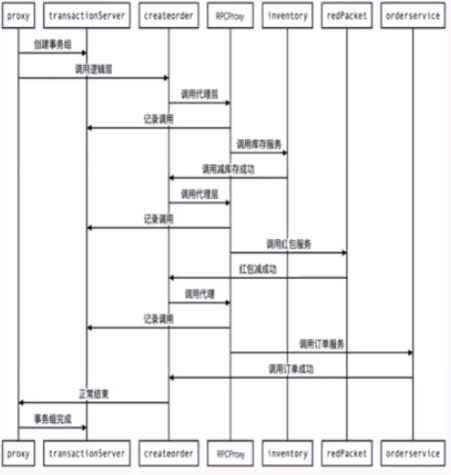 proxy transactionServer createorder RPCProxy inventory redPacket orderservice
创建事务组
调用逻辑层
调用代理层
记录调用
调用库存服务
调用减库存成功
调用代理层
记录调用
调用红包服务
红包减成功
调用代理
记录调用
调用订单服务
调用订单成功
正常结束
事务组完成
proxy transactionServer createorder RPCProxy inventory redPacket orderservice